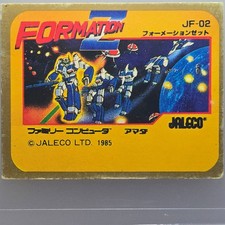 FORMATION Z
JF-02
フォーメーションゼット
JALECO
ファミリー コンピュータ アマダ
©JALECO LTD. 1985